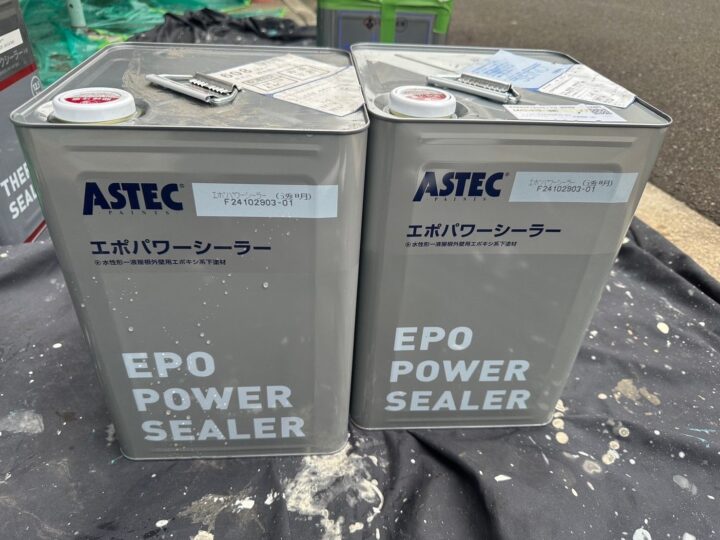 ASTEC
PAINTS
エポパワーシーラー (透明)
F24102903-01
エポパワーシーラー
水性形一液屋根外壁用エポキシ系下塗材
EPO
POWER
SEALER
ASTEC
PAINTS
エポパワーシーラー (透明)
F24102903-01
エポパワーシーラー
水性形一液屋根外壁用エポキシ系下塗材
EPO
POWER
SEALER
SEALER